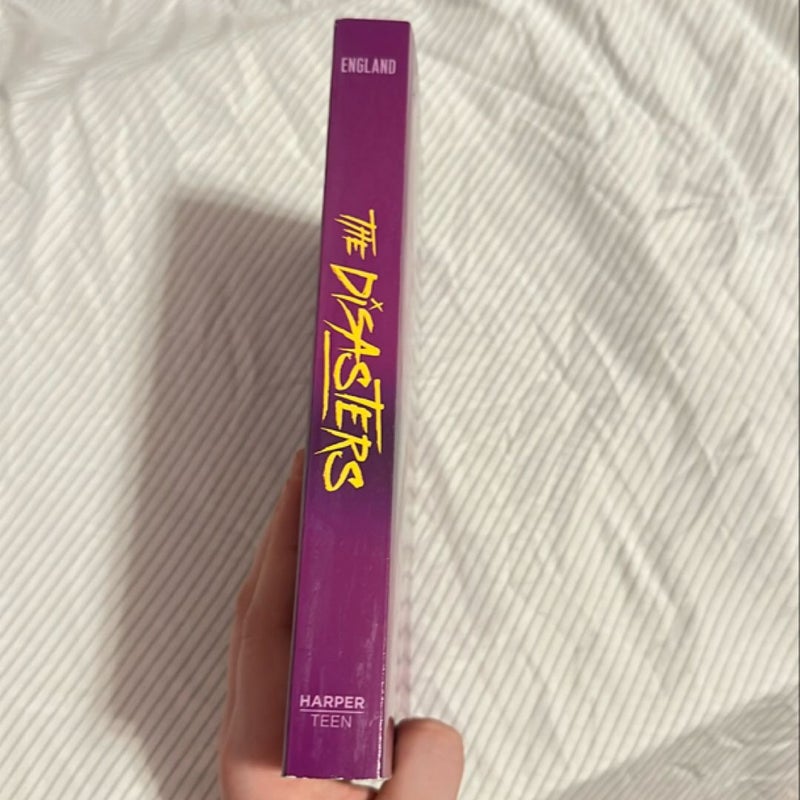 ENGLAND
THE DiSASTERS
HARPER
TEEN